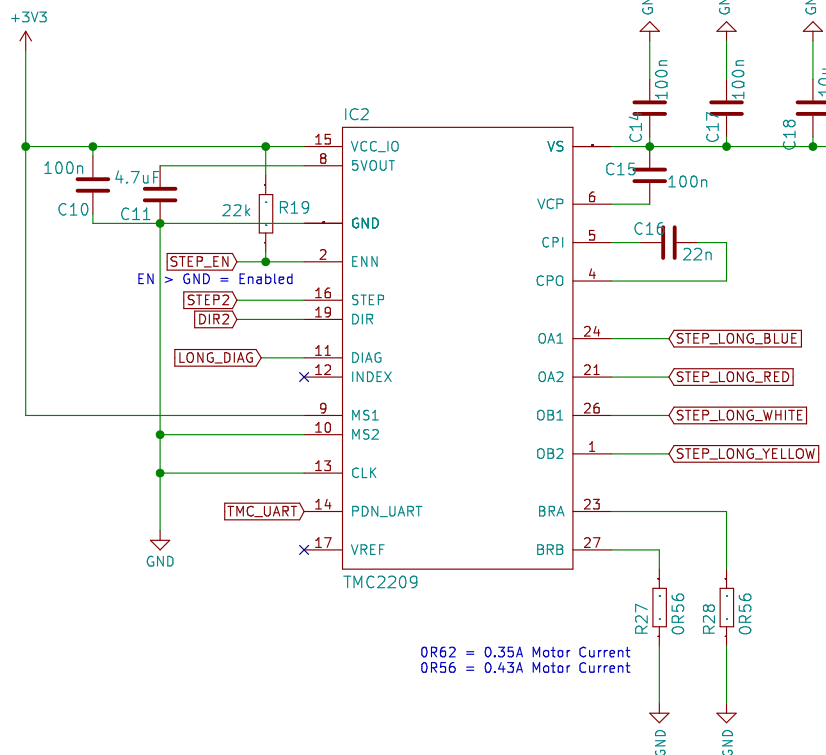 +3V3
GND
GND
GND
100n
100n
10u
C14
C17
C18
IC2
15 VCC_IO
8 5VOUT
GND
2 ENN
16 STEP
19 DIR
11 DIAG
12 INDEX
9 MS1
10 MS2
13 CLK
14 PDN_UART
17 VREF
VS
VCP 6
CPI 5
CPO 4
OA1 24
OA2 21
OB1 26
OB2 1
BRA 23
BRB 27
TMC2209
100n
C10
4.7uF
C11
22k R19
STEP_EN
EN > GND = Enabled
STEP2
DIR2
LONG_DIAG
TMC_UART
GND
C15
100n
C16
22n
STEP_LONG_BLUE
STEP_LONG_RED
STEP_LONG_WHITE
STEP_LONG_YELLOW
R27
0R56
R28
0R56
0R62 = 0.35A Motor Current
0R56 = 0.43A Motor Current
GND
GND